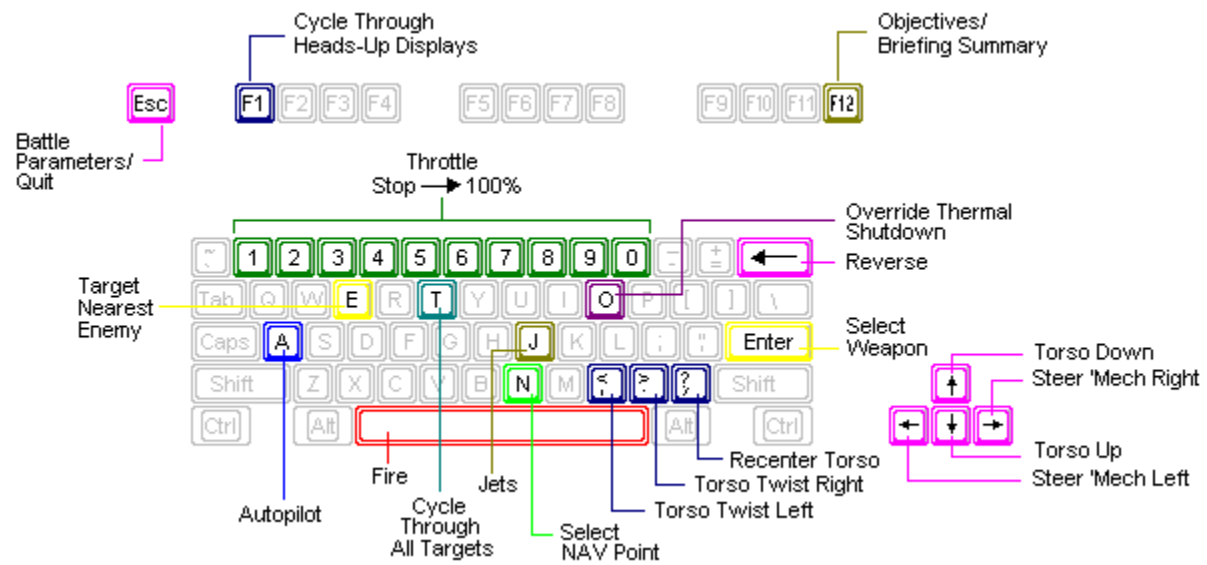 Cycle Through
Heads-Up Displays
Objectives/
Briefing Summary
Esc F1 F2 F3 F4 F5 F6 F7 F8 F9 F10 F11 F12
Battle
Parameters/
Quit
Throttle
Stop → 100%
Override Thermal
Shutdown
~ ` 1 2 3 4 5 6 7 8 9 0 - + = ←
Reverse
Target
Nearest
Enemy
Tab Q W E R T Y U I O P [ ] \
Select
Weapon
Caps A S D F G H J K L ; " Enter
Torso Down
Steer 'Mech Right
Shift Z X C V B N M < , > . ? / Shift ↑
Ctrl Alt Alt Ctrl ← ↓ →
Torso Up
Steer 'Mech Left
Fire
Jets
Recenter Torso
Torso Twist Right
Torso Twist Left
Autopilot
Cycle
Through
All Targets
Select
NAV Point